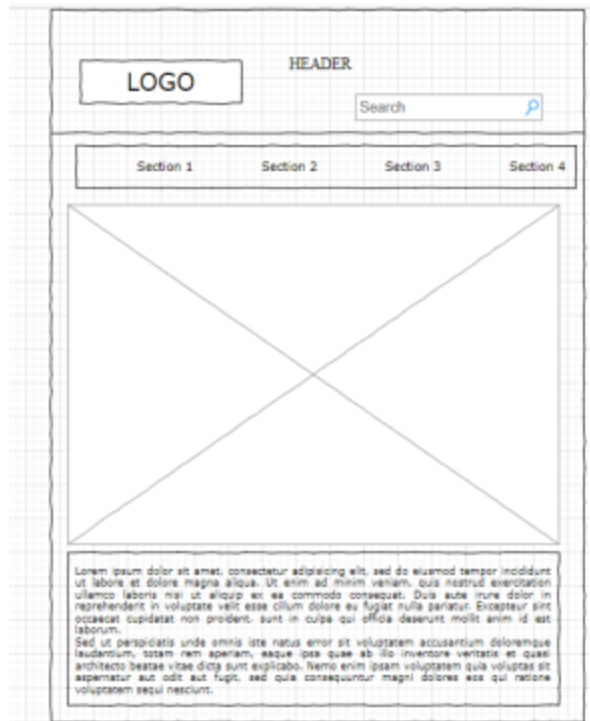 HEADER
LOGO
Search
Section 1 Section 2 Section 3 Section 4
Lorem ipsum dolor sit amet, consectetur adipisicing elit, sed do eiusmod tempor incididunt
ut labore et dolore magna aliqua. Ut enim ad minim veniam, quis nostrud exercitation
ullamco laboris nisi ut aliquip ex ea commodo consequat. Duis aute irure dolor in
reprehenderit in voluptate velit esse cillum dolore eu fugiat nulla pariatur. Excepteur sint
occaecat cupidatat non proident, sunt in culpa qui officia deserunt mollit anim id est
laborum.
Sed ut perspiciatis unde omnis iste natus error sit voluptatem accusantium doloremque
laudantium, totam rem aperiam, eaque ipsa quae ab illo inventore veritatis et quasi
architecto beatae vitae dicta sunt explicabo. Nemo enim ipsam voluptatem quia voluptas sit
aspernatur aut odit aut fugit, sed quia consequuntur magni dolores eos qui ratione
voluptatem sequi nesciunt.